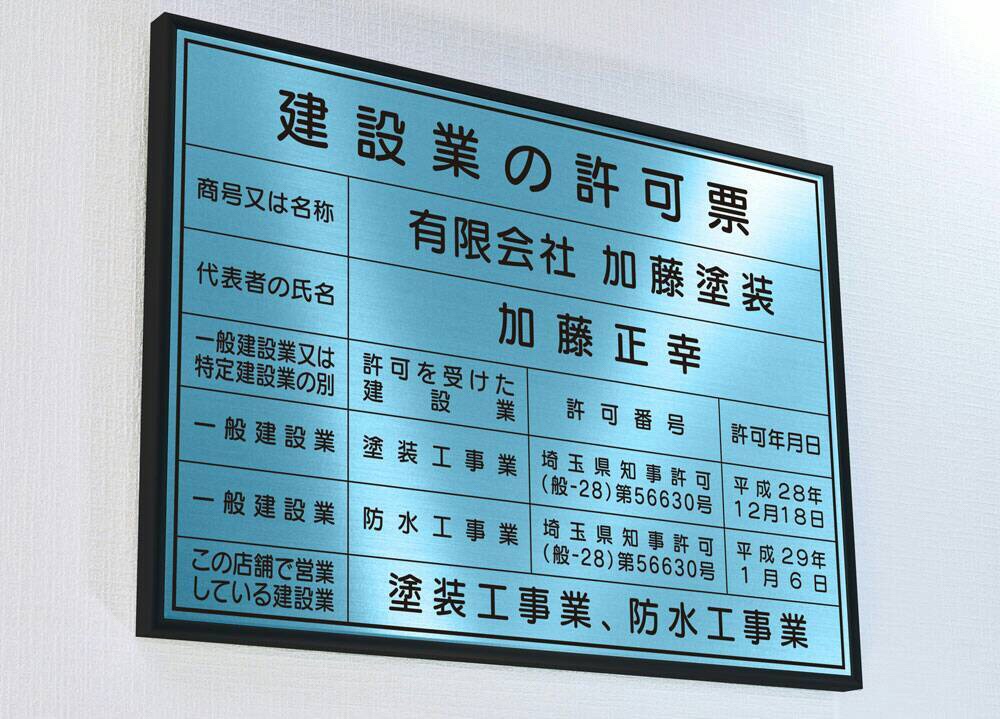 建設業の許可票
商号又は名称
有限会社 加藤塗装
代表者の氏名
加藤正幸
一般建設業又は
特定建設業の別
許可を受けた
建設業
許可番号
許可年月日
一般建設業
塗装工事業
埼玉県知事許可
(般-28)第56630号
平成28年
12月18日
一般建設業
防水工事業
埼玉県知事許可
(般-28)第56630号
平成29年
1月6日
この店舗で営業
している建設業
塗装工事業、防水工事業